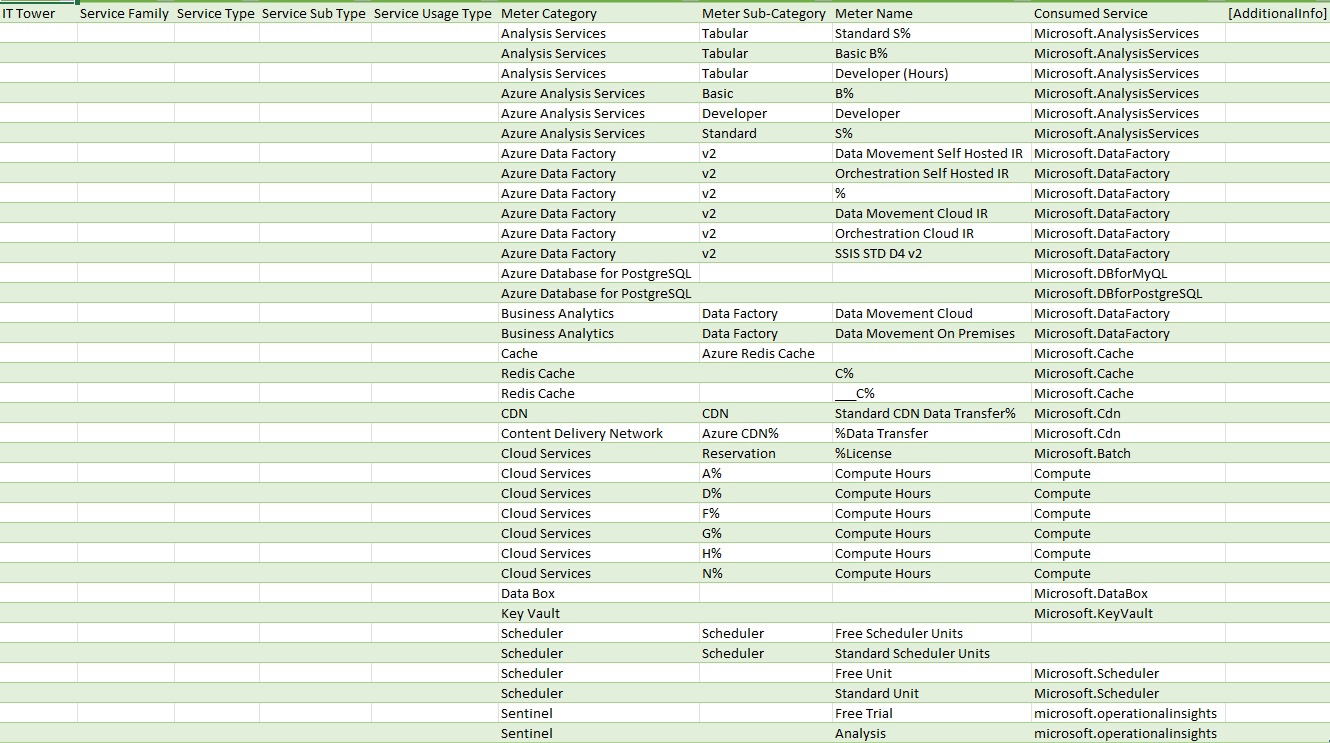 IT Tower Service Family Service Type Service Sub Type Service Usage Type Meter Category Meter Sub-Category Meter Name Consumed Service [AdditionalInfo]
Analysis Services Tabular Standard S% Microsoft.AnalysisServices
Analysis Services Tabular Basic B% Microsoft.AnalysisServices
Analysis Services Tabular Developer (Hours) Microsoft.AnalysisServices
Azure Analysis Services Basic B% Microsoft.AnalysisServices
Azure Analysis Services Developer Developer Microsoft.AnalysisServices
Azure Analysis Services Standard S% Microsoft.AnalysisServices
Azure Data Factory v2 Data Movement Self Hosted IR Microsoft.DataFactory
Azure Data Factory v2 Orchestration Self Hosted IR Microsoft.DataFactory
Azure Data Factory v2 % Microsoft.DataFactory
Azure Data Factory v2 Data Movement Cloud IR Microsoft.DataFactory
Azure Data Factory v2 Orchestration Cloud IR Microsoft.DataFactory
Azure Data Factory v2 SSIS STD D4 v2 Microsoft.DataFactory
Azure Database for PostgreSQL Microsoft.DBforMyQL
Azure Database for PostgreSQL Microsoft.DBforPostgreSQL
Business Analytics Data Factory Data Movement Cloud Microsoft.DataFactory
Business Analytics Data Factory Data Movement On Premises Microsoft.DataFactory
Cache Azure Redis Cache Microsoft.Cache
Redis Cache C% Microsoft.Cache
Redis Cache ___C% Microsoft.Cache
CDN CDN Standard CDN Data Transfer% Microsoft.Cdn
Content Delivery Network Azure CDN% %Data Transfer Microsoft.Cdn
Cloud Services Reservation %License Microsoft.Batch
Cloud Services A% Compute Hours Compute
Cloud Services D% Compute Hours Compute
Cloud Services F% Compute Hours Compute
Cloud Services G% Compute Hours Compute
Cloud Services H% Compute Hours Compute
Cloud Services N% Compute Hours Compute
Data Box Microsoft.DataBox
Key Vault Microsoft.KeyVault
Scheduler Scheduler Free Scheduler Units
Scheduler Scheduler Standard Scheduler Units
Scheduler Free Unit Microsoft.Scheduler
Scheduler Standard Unit Microsoft.Scheduler
Sentinel Free Trial microsoft.operationalinsights
Sentinel Analysis microsoft.operationalinsights